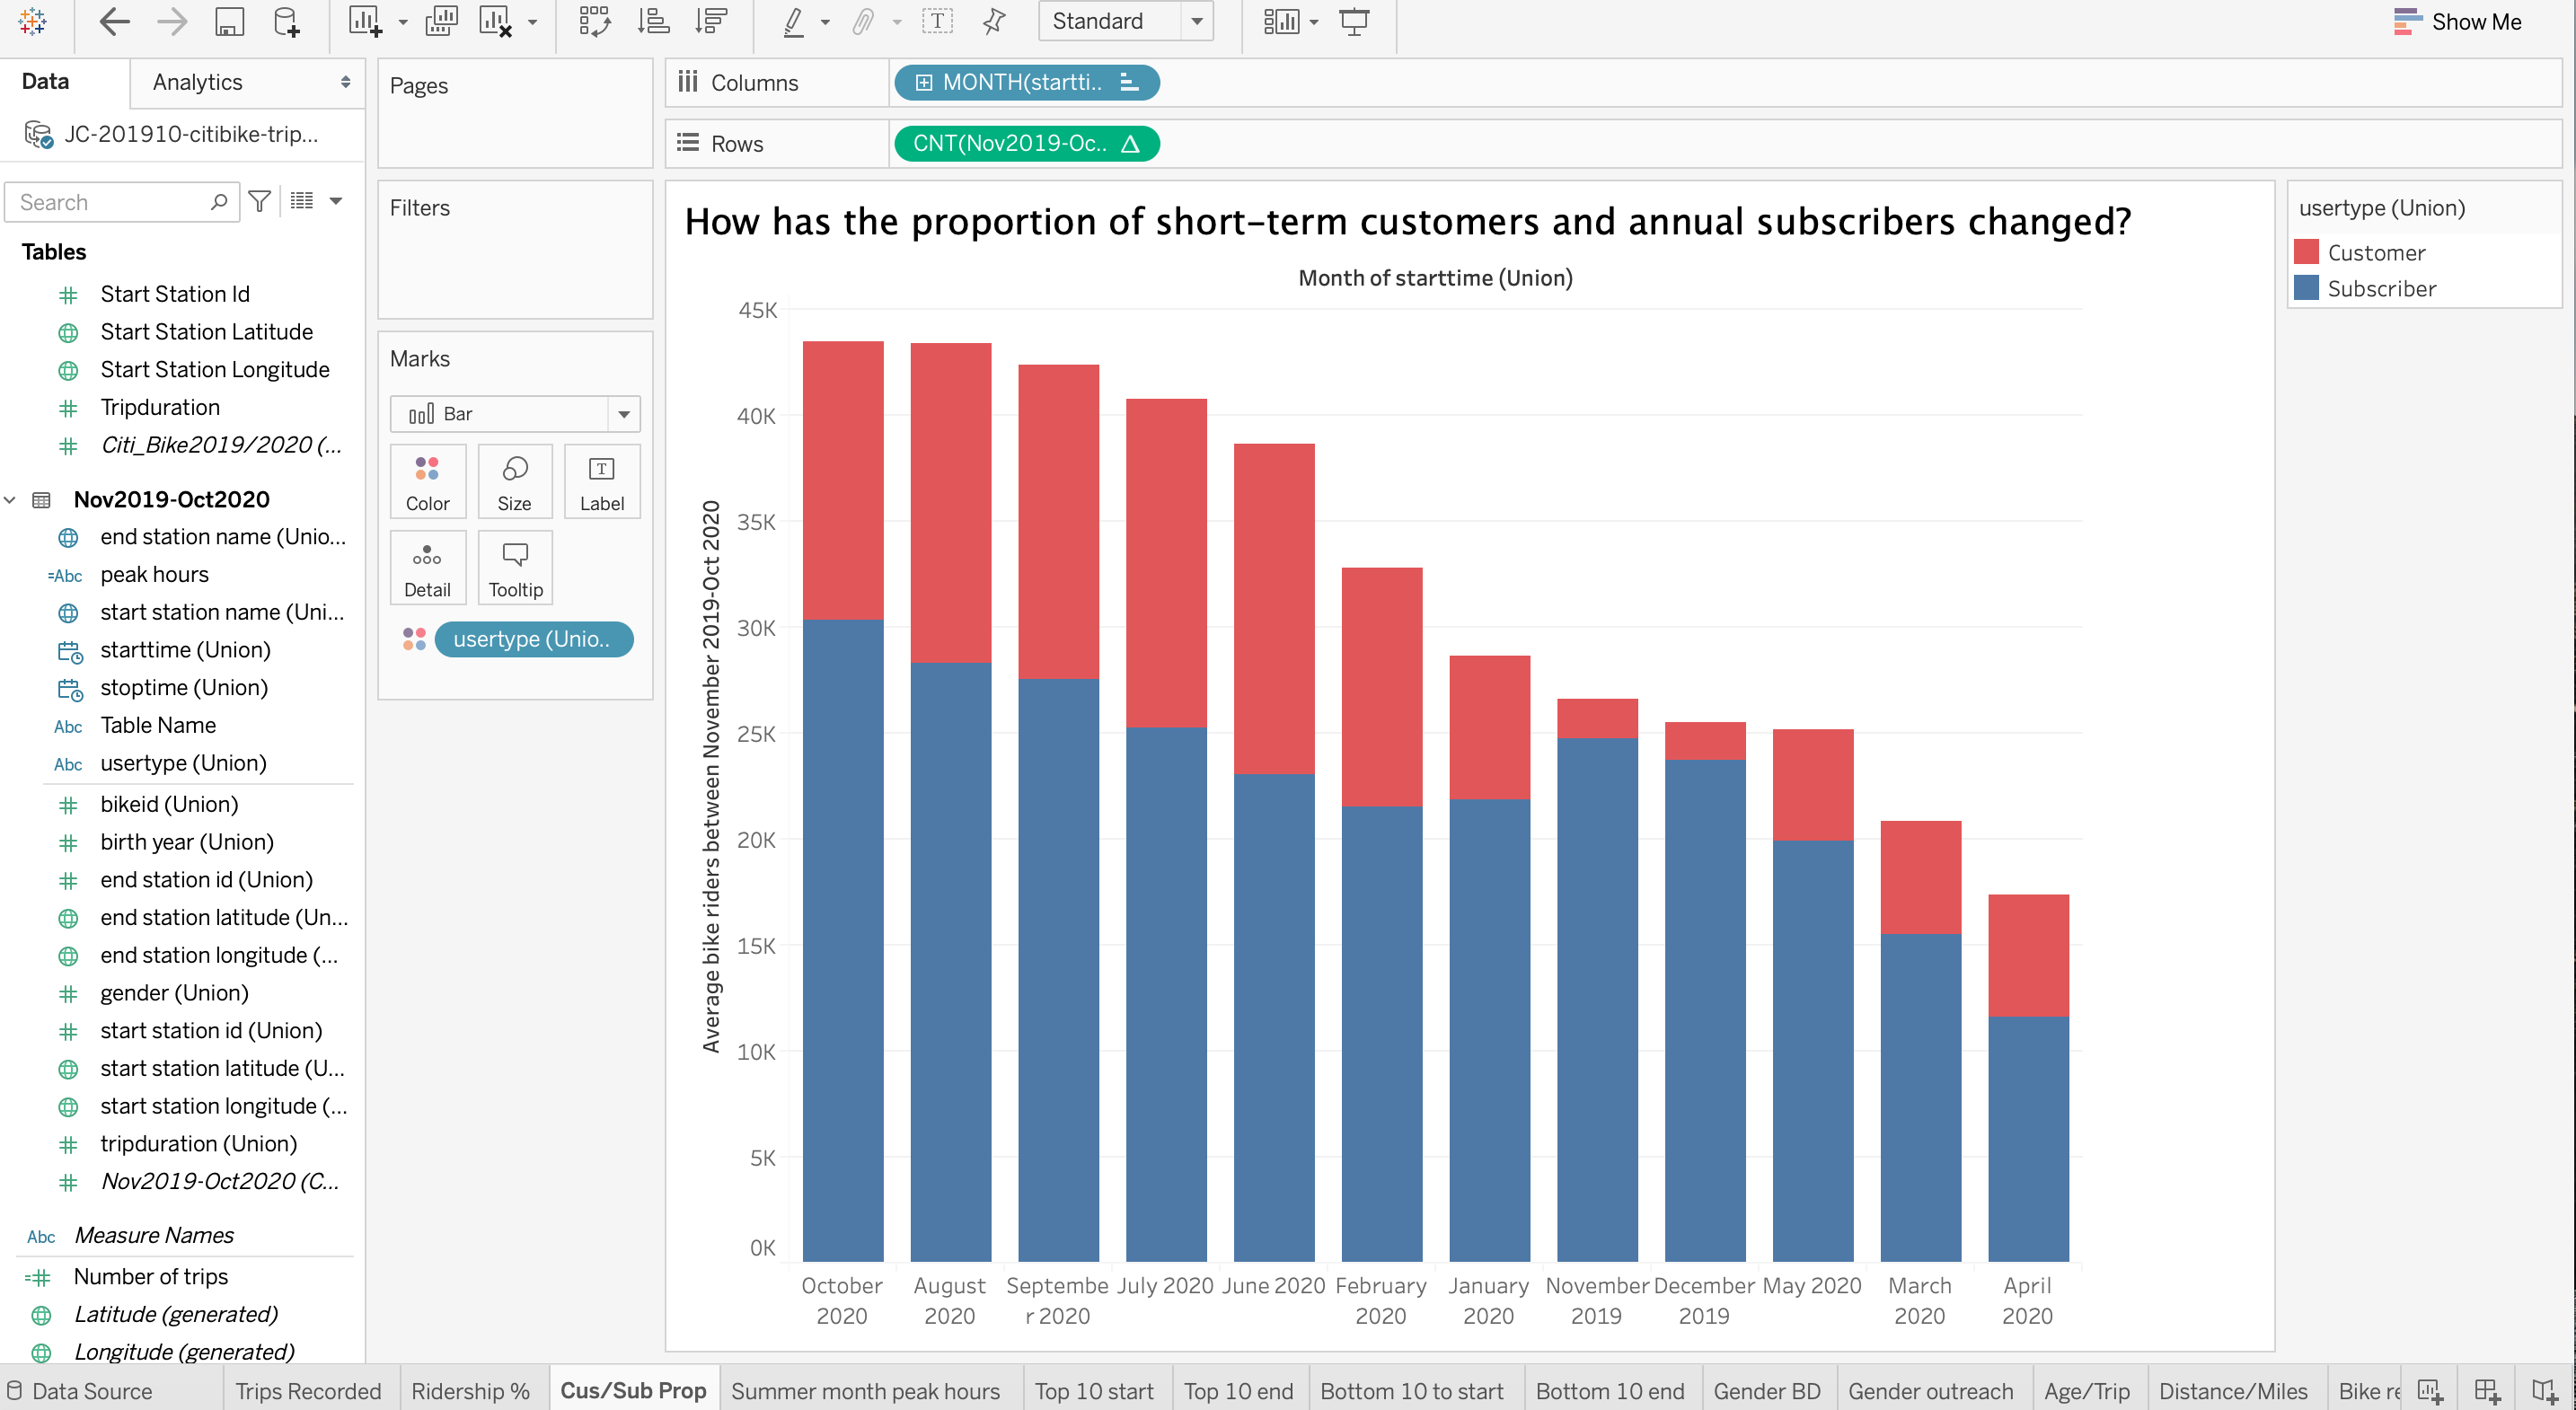 Standard
Show Me
Data
Analytics
JC-201910-citibike-trip...
Search
Tables
Start Station Id
Start Station Latitude
Start Station Longitude
Tripduration
Citi_Bike2019/2020 (...
Nov2019-Oct2020
end station name (Unio...
=Abc peak hours
start station name (Uni...
starttime (Union)
stoptime (Union)
Abc Table Name
Abc usertype (Union)
bikeid (Union)
birth year (Union)
end station id (Union)
end station latitude (Un...
end station longitude (...
gender (Union)
start station id (Union)
start station latitude (U...
start station longitude (...
tripduration (Union)
Nov2019-Oct2020 (C...
Abc Measure Names
Number of trips
Latitude (generated)
Longitude (generated)
Pages
Filters
Marks
Bar
Color Size Label
Detail Tooltip
usertype (Unio..
Columns
MONTH(startti..
Rows
CNT(Nov2019-Oc..
How has the proportion of short-term customers and annual subscribers changed?
Month of starttime (Union)
Average bike riders between November 2019-Oct 2020
45K
40K
35K
30K
25K
20K
15K
10K
5K
0K
October
2020
August
2020
Septembe
r 2020
July 2020
June 2020
February
2020
January
2020
November
2019
December
2019
May 2020
March
2020
April
2020
usertype (Union)
Customer
Subscriber
Data Source
Trips Recorded
Ridership %
Cus/Sub Prop
Summer month peak hours
Top 10 start
Top 10 end
Bottom 10 to start
Bottom 10 end
Gender BD
Gender outreach
Age/Trip
Distance/Miles
Bike re